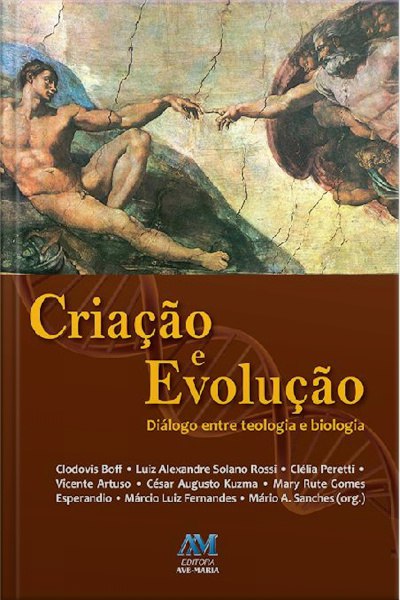 Criação
e
Evolução
Diálogo entre teologia e biologia
Clodovis Boff • Luiz Alexandre Solano Rossi • Clélia Peretti •
Vicente Artuso • César Augusto Kuzma • Mary Rute Gomes
Esperandio • Márcio Luiz Fernandes • Mário A. Sanches (org.)
AM
EDITORA
AVE-MARIA